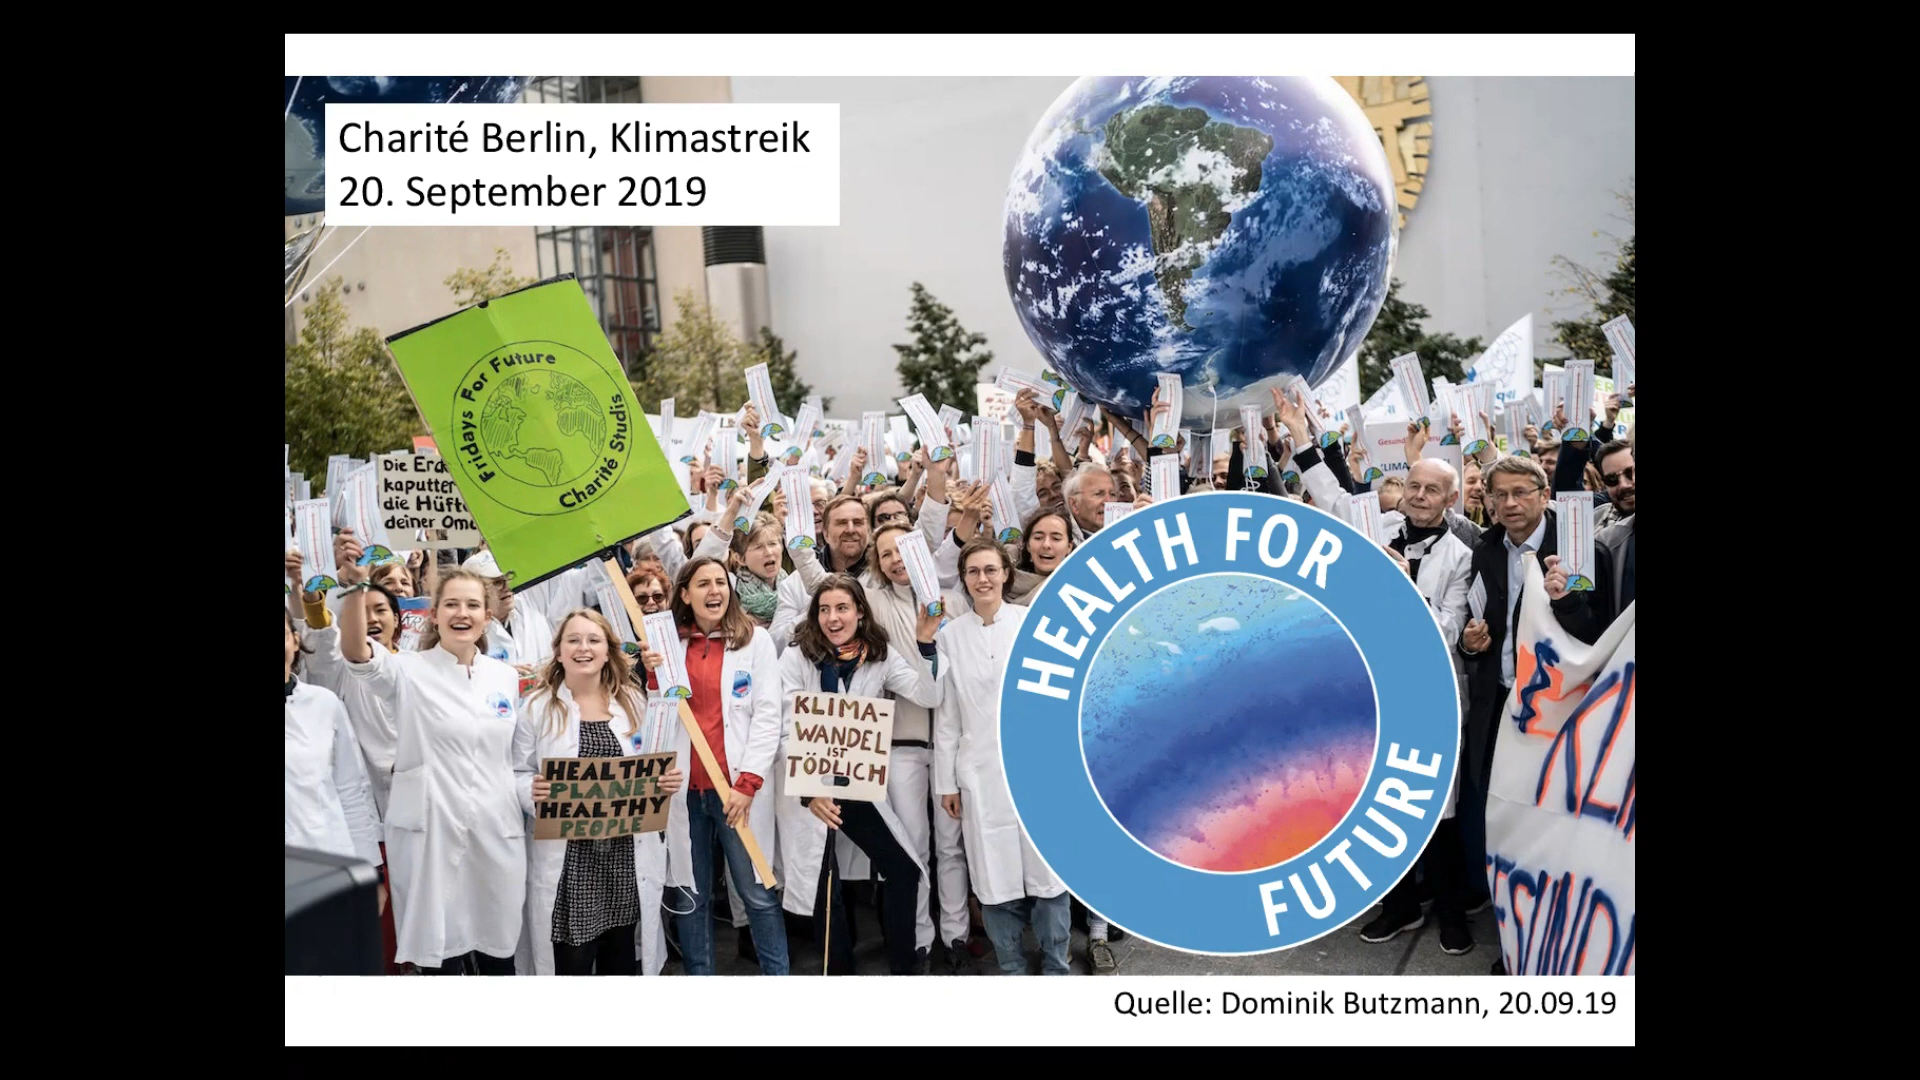 Charité Berlin, Klimastreik
20. September 2019
Fridays For Future
Charité Studis
Die Erde
kaputter
die Hüfte
deiner Oma
HEALTH FOR
FUTURE
KLIMA-
WANDEL
IST
TÖDLICH
HEALTHY
PLANET
HEALTHY
PEOPLE
Quelle: Dominik Butzmann, 20.09.19